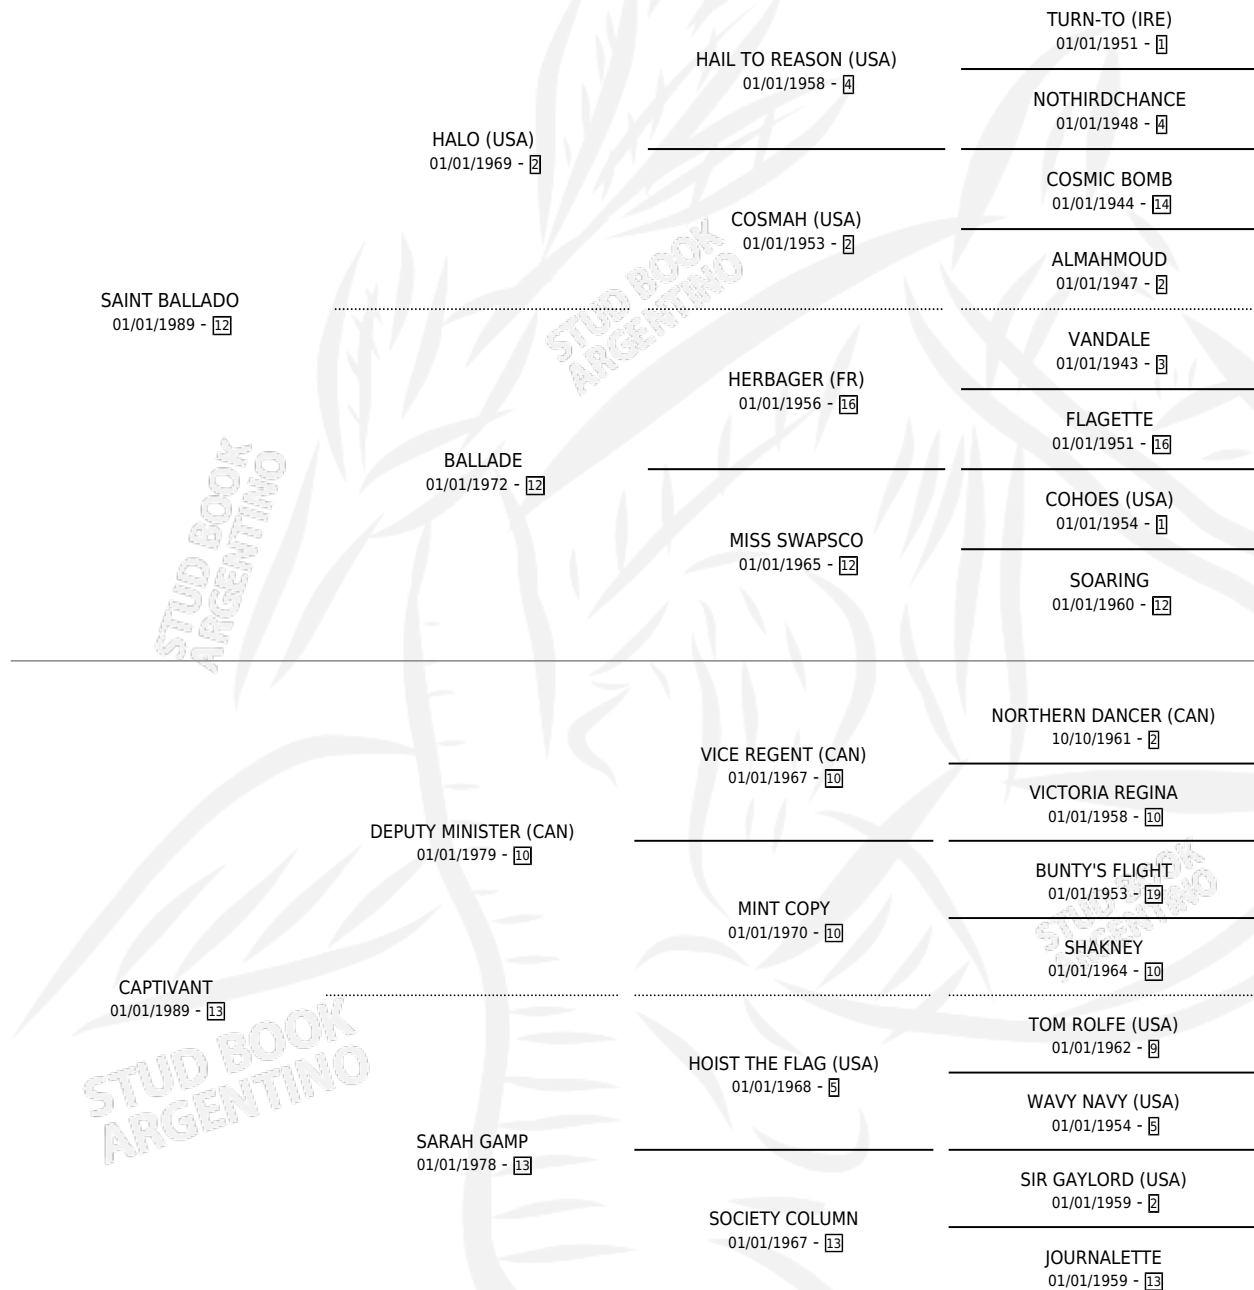 TURN-TO (IRE)
01/01/1951 - 1
HAIL TO REASON (USA)
01/01/1958 - 4
NOTHIRDCHANCE
01/01/1948 - 4
HALO (USA)
01/01/1969 - 2
COSMIC BOMB
01/01/1944 - 14
COSMAH (USA)
01/01/1953 - 2
ALMAHMOUD
01/01/1947 - 2
SAINT BALLADO
01/01/1989 - 12
STUD BOOK
ARGENTINO
VANDALE
01/01/1943 - 3
HERBAGER (FR)
01/01/1956 - 16
FLAGETTE
01/01/1951 - 16
BALLADE
01/01/1972 - 12
COHOES (USA)
01/01/1954 - 1
MISS SWAPSCO
01/01/1965 - 12
SOARING
01/01/1960 - 12
STUD BOOK
ARGENTINO
NORTHERN DANCER (CAN)
10/10/1961 - 2
VICE REGENT (CAN)
01/01/1967 - 10
VICTORIA REGINA
01/01/1958 - 10
DEPUTY MINISTER (CAN)
01/01/1979 - 10
BUNTY'S FLIGHT
01/01/1953 - 19
MINT COPY
01/01/1970 - 10
SHAKNEY
01/01/1964 - 10
STUD BOOK
ARGENTINO
CAPTIVANT
01/01/1989 - 13
TOM ROLFE (USA)
01/01/1962 - 9
HOIST THE FLAG (USA)
01/01/1968 - 5
WAVY NAVY (USA)
01/01/1954 - 5
STUD BOOK
ARGENTINO
SARAH GAMP
01/01/1978 - 13
SIR GAYLORD (USA)
01/01/1959 - 2
SOCIETY COLUMN
01/01/1967 - 13
JOURNALETTE
01/01/1959 - 13